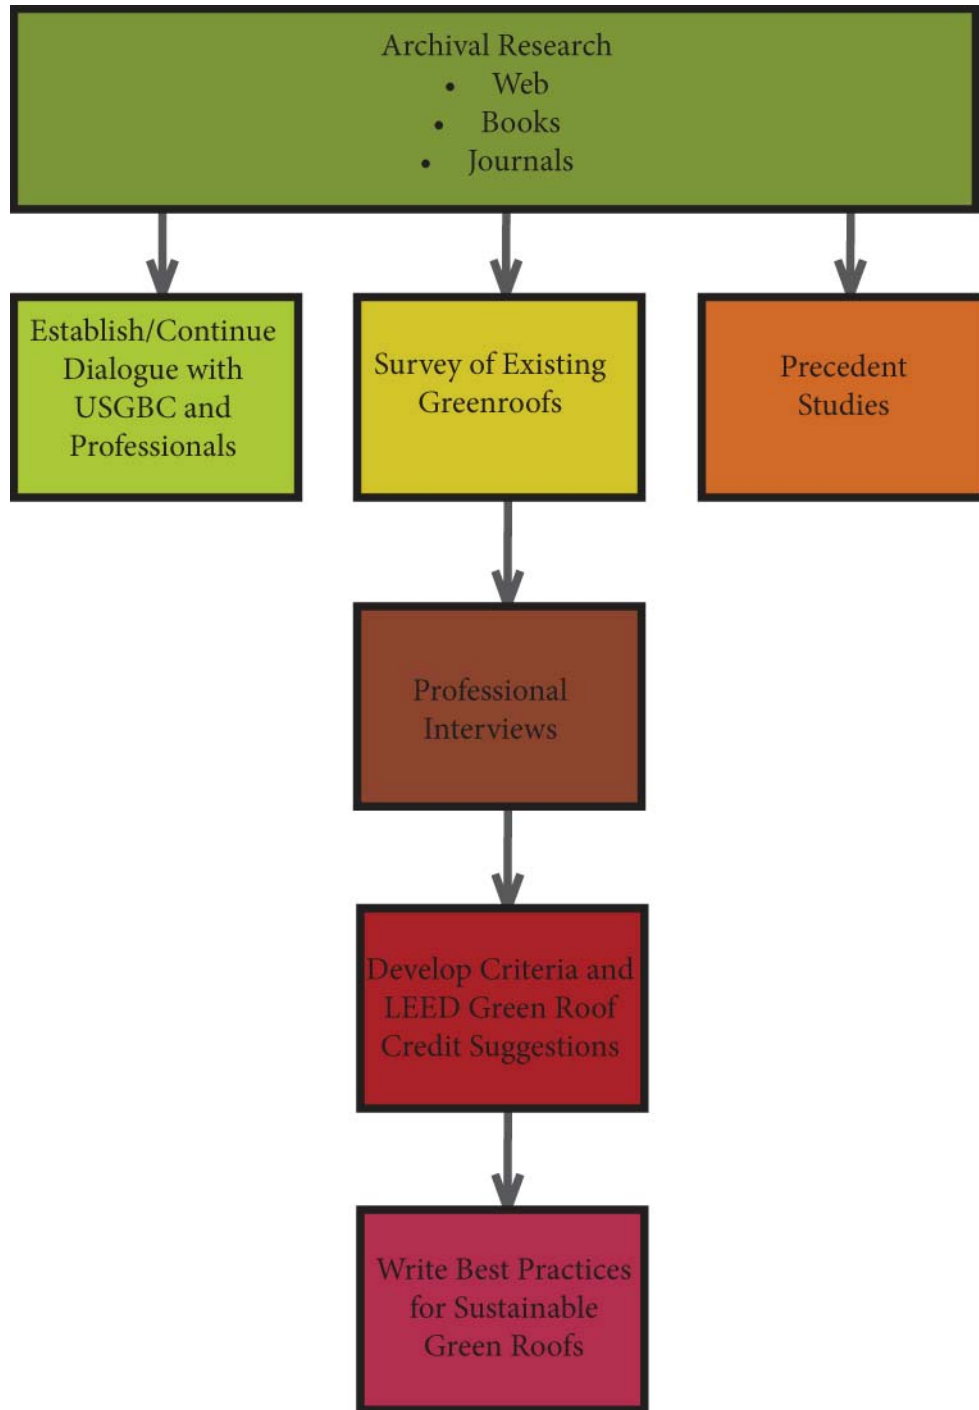 Archival Research
• Web
• Books
• Journals
Establish/Continue
Dialogue with
USGBC and
Professionals
Survey of Existing
Greenroofs
Precedent
Studies
Professional
Interviews
Develop Criteria and
LEED Green Roof
Credit Suggestions
Write Best Practices
for Sustainable
Green Roofs